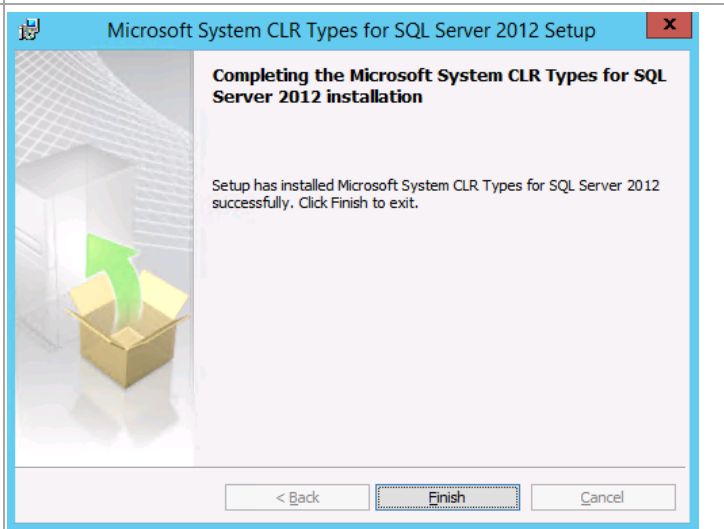 Microsoft System CLR Types for SQL Server 2012 Setup
x
Completing the Microsoft System CLR Types for SQL
Server 2012 installation
Setup has installed Microsoft System CLR Types for SQL Server 2012
successfully. Click Finish to exit.
< Back
Finish
Cancel